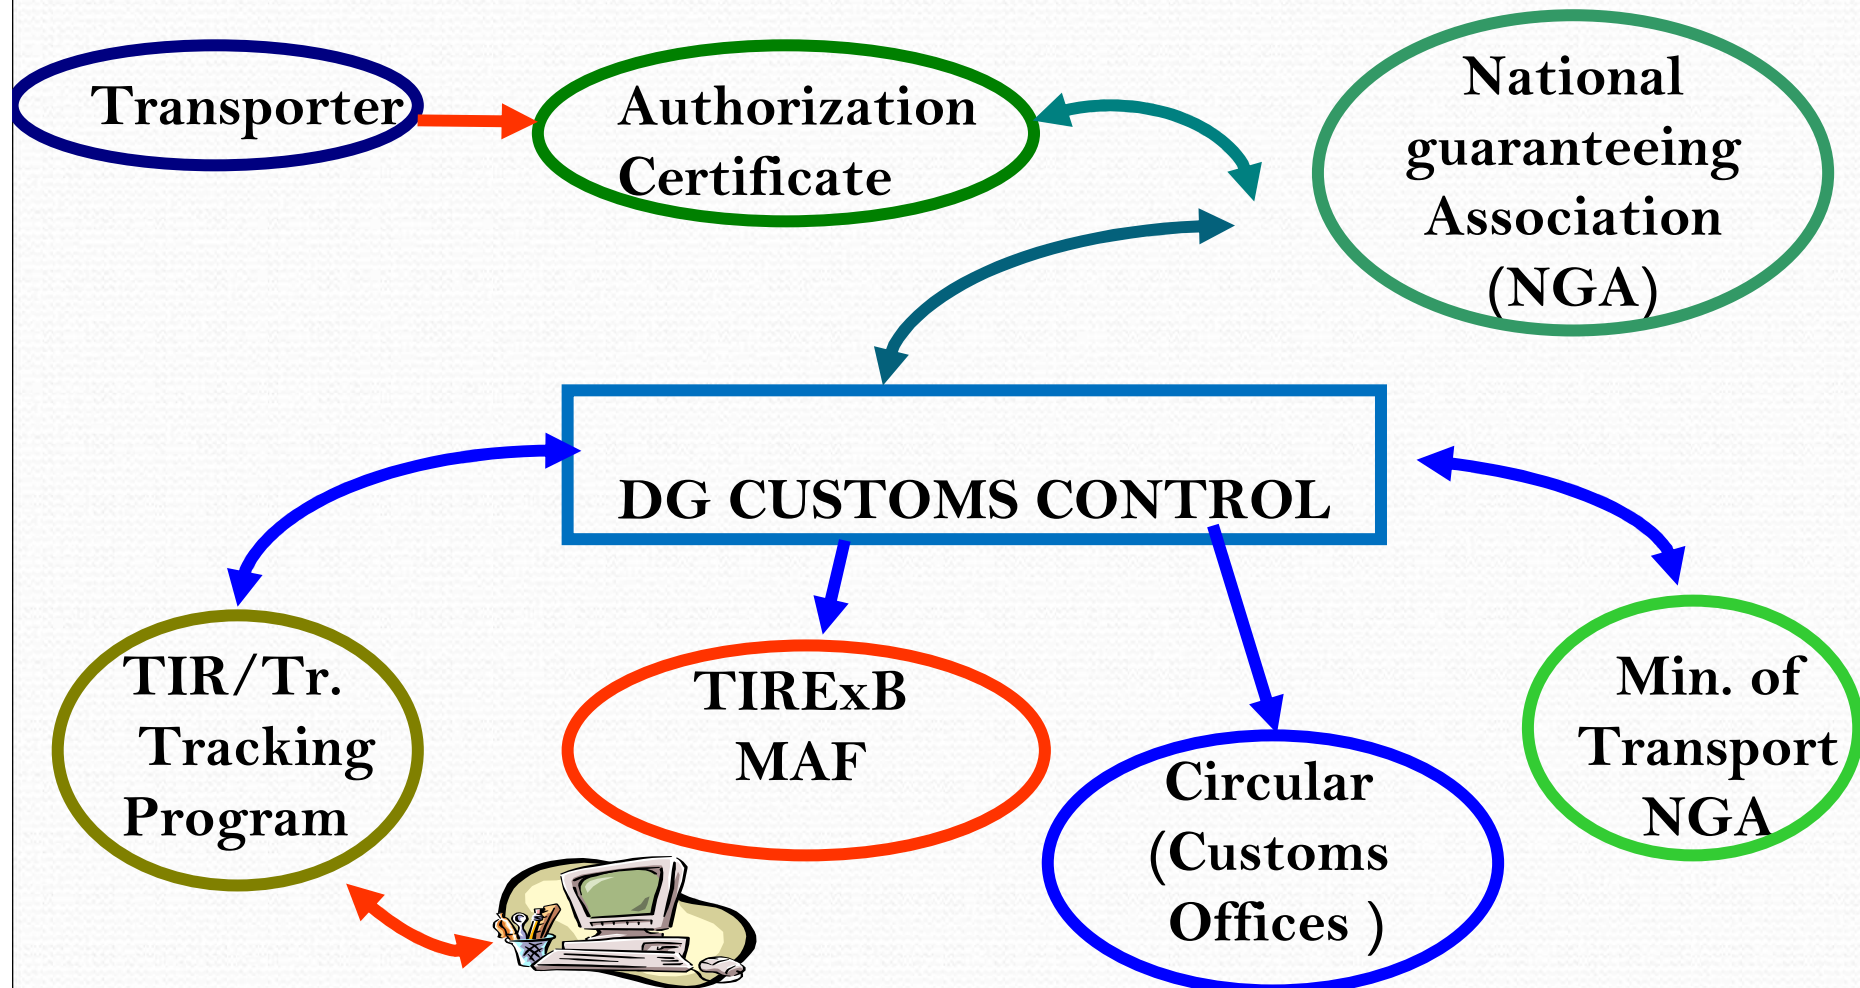 Transporter
Authorization
Certificate
National
guaranteeing
Association
(NGA)
DG CUSTOMS CONTROL
TIR/Tr.
Tracking
Program
TIRExB
MAF
Circular
(Customs
Offices )
Min. of
Transport
NGA